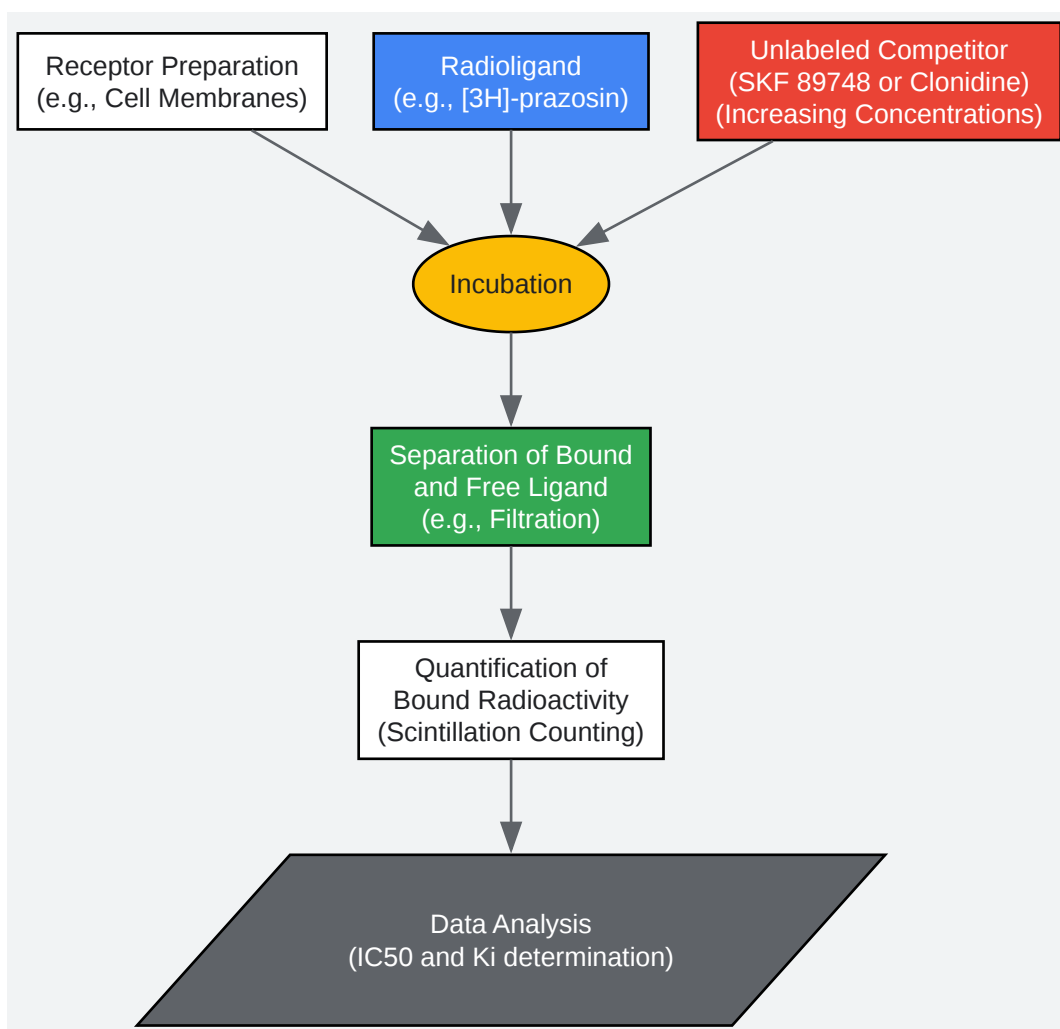 Receptor Preparation
(e.g., Cell Membranes)
Radioligand
(e.g., [3H]-prazosin)
Unlabeled Competitor
(SKF 89748 or Clonidine)
(Increasing Concentrations)
Incubation
Separation of Bound
and Free Ligand
(e.g., Filtration)
Quantification of
Bound Radioactivity
(Scintillation Counting)
Data Analysis
(IC50 and Ki determination)